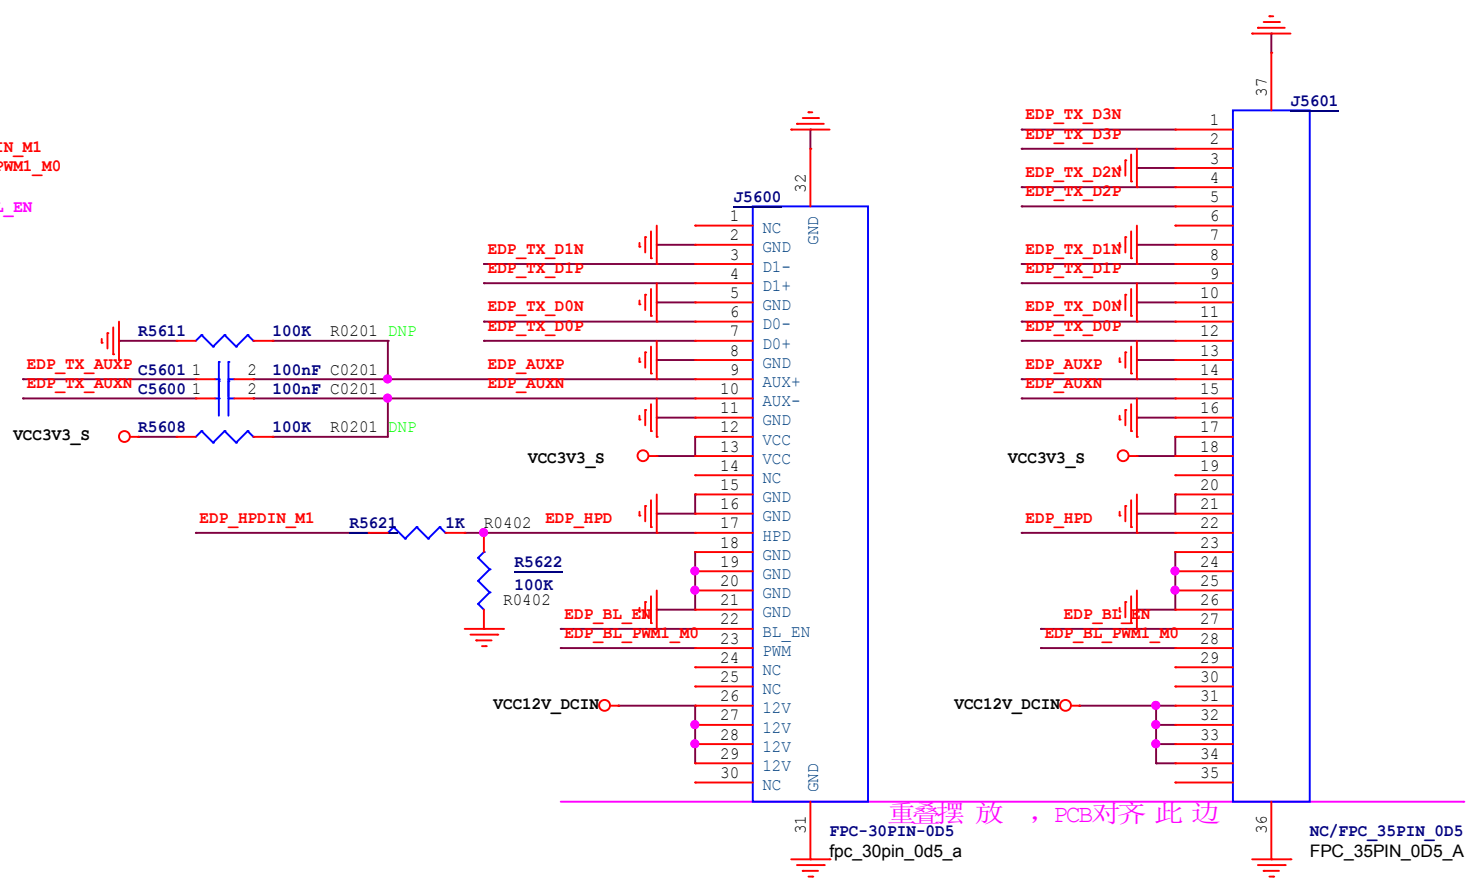 IN_M1
PWM1_M0
L_EN
R5611 100K R0201 DNP
EDP_TX_AUXP C5601 1 2 100nF C0201
EDP_TX_AUXN C5600 1 2 100nF C0201
VCC3V3_S R5608 100K R0201 DNP
EDP_HPDIN_M1 R5621 1K R0402 EDP_HPD
R5622
100K
R0402
32
J5600
GND
1 NC
2 GND
EDP_TX_D1N 3 D1-
EDP_TX_D1P 4 D1+
5 GND
EDP_TX_D0N 6 D0-
EDP_TX_D0P 7 D0+
8 GND
EDP_AUXP 9 AUX+
EDP_AUXN 10 AUX-
11 GND
12 VCC
VCC3V3_S 13 VCC
14 NC
15 GND
16 GND
17 HPD
18 GND
19 GND
20 GND
21 GND
EDP_BL_EN 22 BL_EN
EDP_BL_PWM1_M0 23 PWM
24 NC
25 NC
VCC12V_DCIN 26 12V
27 12V
28 12V
29 12V
30 NC
GND
31
FPC-30PIN-0D5
fpc_30pin_0d5_a
37
J5601
EDP_TX_D3N 1
EDP_TX_D3P 2
3
EDP_TX_D2N 4
EDP_TX_D2P 5
6
7
EDP_TX_D1N 8
EDP_TX_D1P 9
10
EDP_TX_D0N 11
EDP_TX_D0P 12
13
EDP_AUXP 14
EDP_AUXN 15
16
17
VCC3V3_S 18
19
20
21
EDP_HPD 22
23
24
25
26
EDP_BL_EN 27
EDP_BL_PWM1_M0 28
29
30
VCC12V_DCIN 31
32
33
34
35
重叠摆 放 ，PCB对齐 此 边
36
NC/FPC_35PIN_0D5
FPC_35PIN_0D5_A